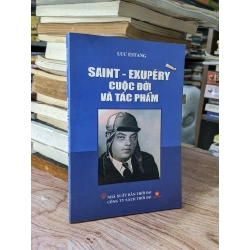 LUC ESTANG
SAINT - EXUPÉRY
CUỘC ĐỜI
VÀ TÁC PHẨM
NHÀ XUẤT BẢN THỜI ĐẠI
CÔNG TY SÁCH THỜI ĐẠI